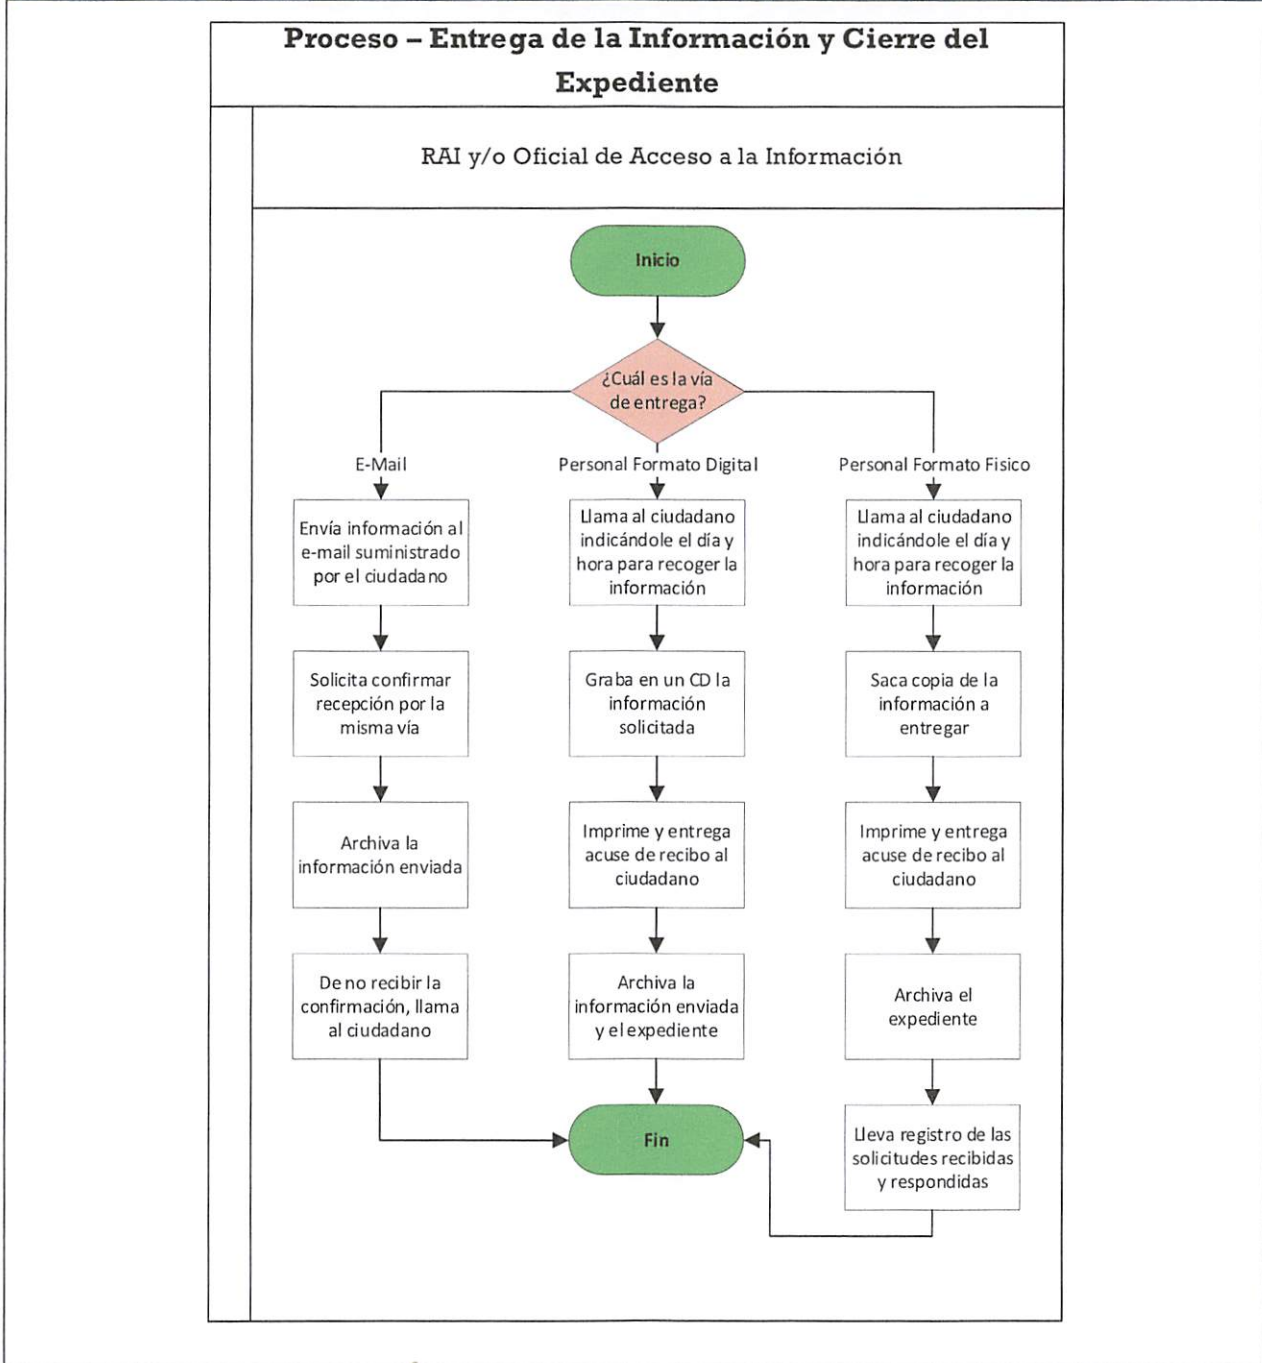 Proceso – Entrega de la Información y Cierre del
Expediente
RAI y/o Oficial de Acceso a la Información
Inicio
¿Cuál es la vía
de entrega?
E-Mail
Envía información al
e-mail suministrado
por el ciudadano
Solicita confirmar
recepción por la
misma vía
Archiva la
información enviada
De no recibir la
confirmación, llama
al ciudadano
Personal Formato Digital
Llama al ciudadano
indicándole el día y
hora para recoger la
información
Graba en un CD la
información
solicitada
Imprime y entrega
acuse de recibo al
ciudadano
Archiva la
información enviada
y el expediente
Personal Formato Fisico
Llama al ciudadano
indicándole el día y
hora para recoger la
información
Saca copia de la
información a
entregar
Imprime y entrega
acuse de recibo al
ciudadano
Archiva el
expediente
Lleva registro de las
solicitudes recibidas
y respondidas
Fin